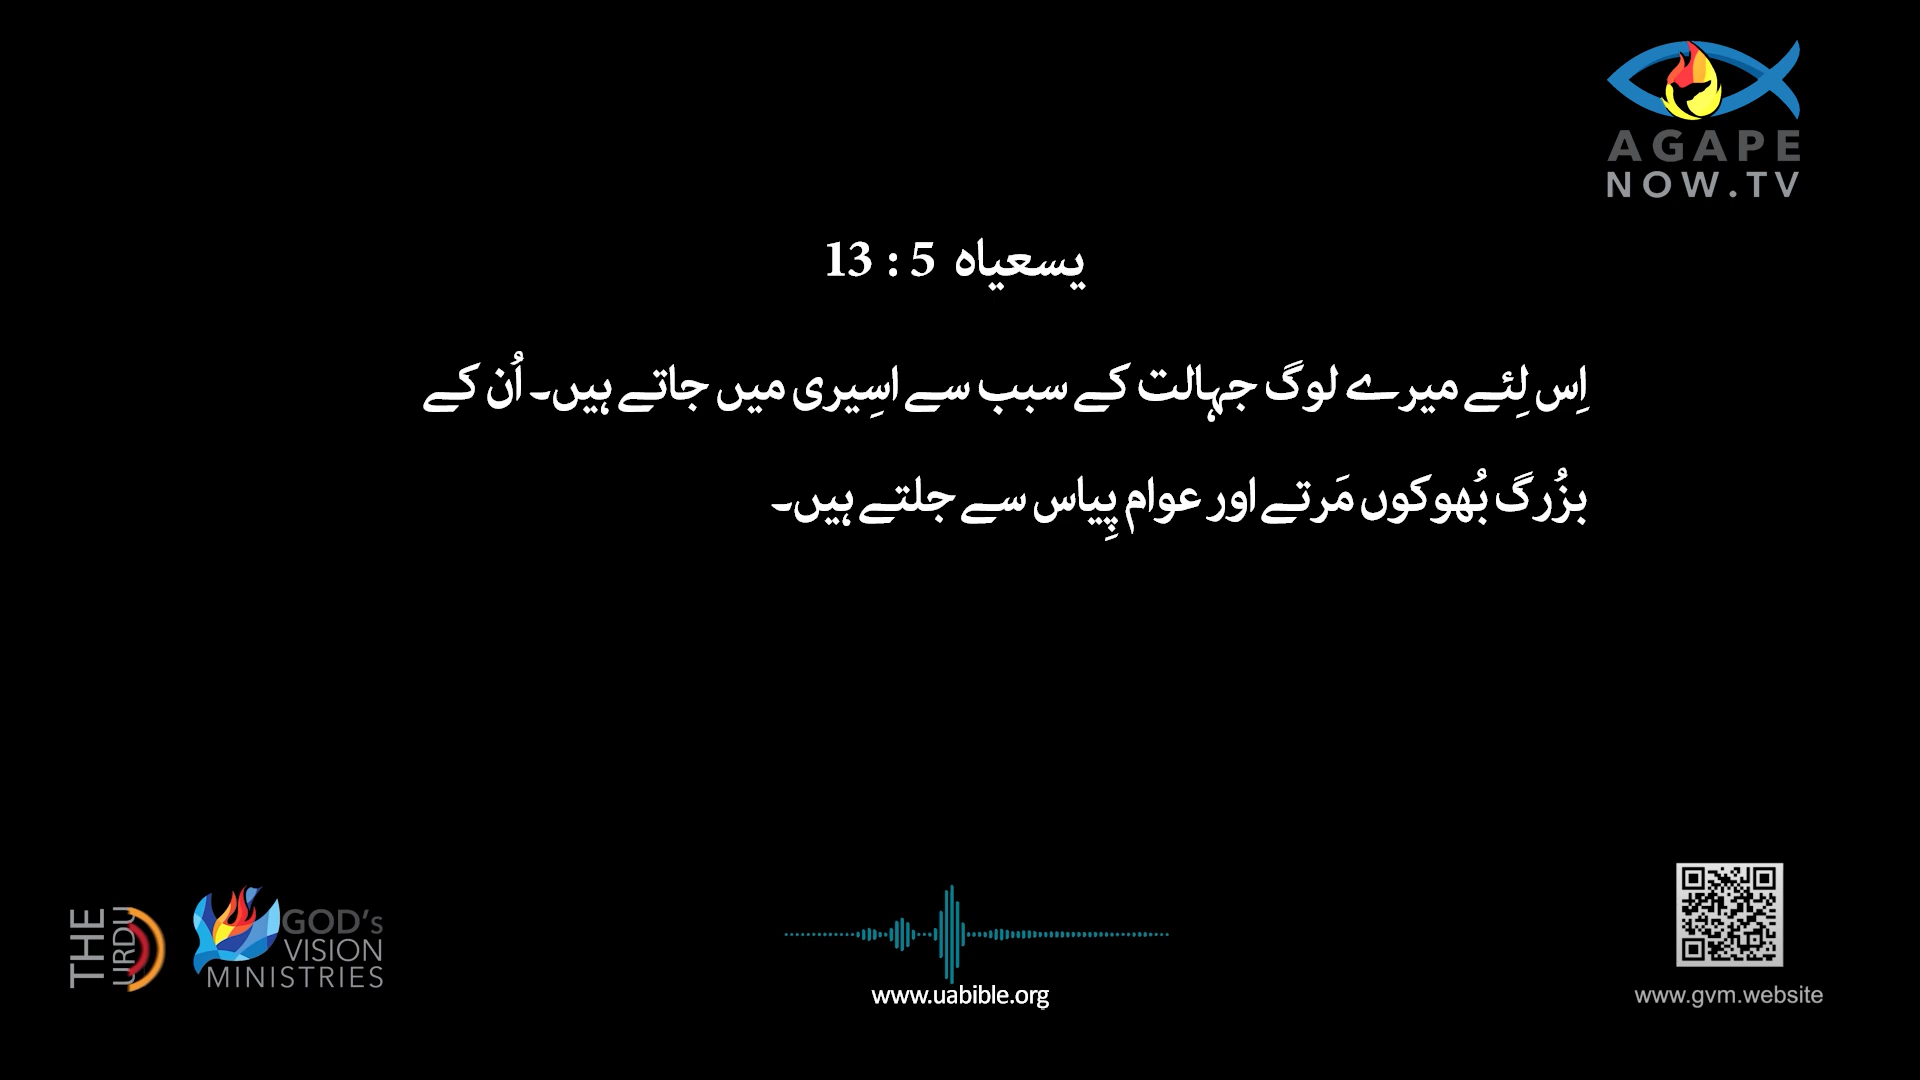 AGAPE
NOW.TV
یسعیاہ 5 : 13
اِس لِئے میرے لوگ جہالت کے سبب سے اسِیری میں جاتے ہیں۔ اُن کے
بزُرگ بُھوکوں مَرتے اور عوام پِیاس سے جلتے ہیں۔
THE
URDU
GOD's
VISION
MINISTRIES
www.uabible.org
www.gvm.website